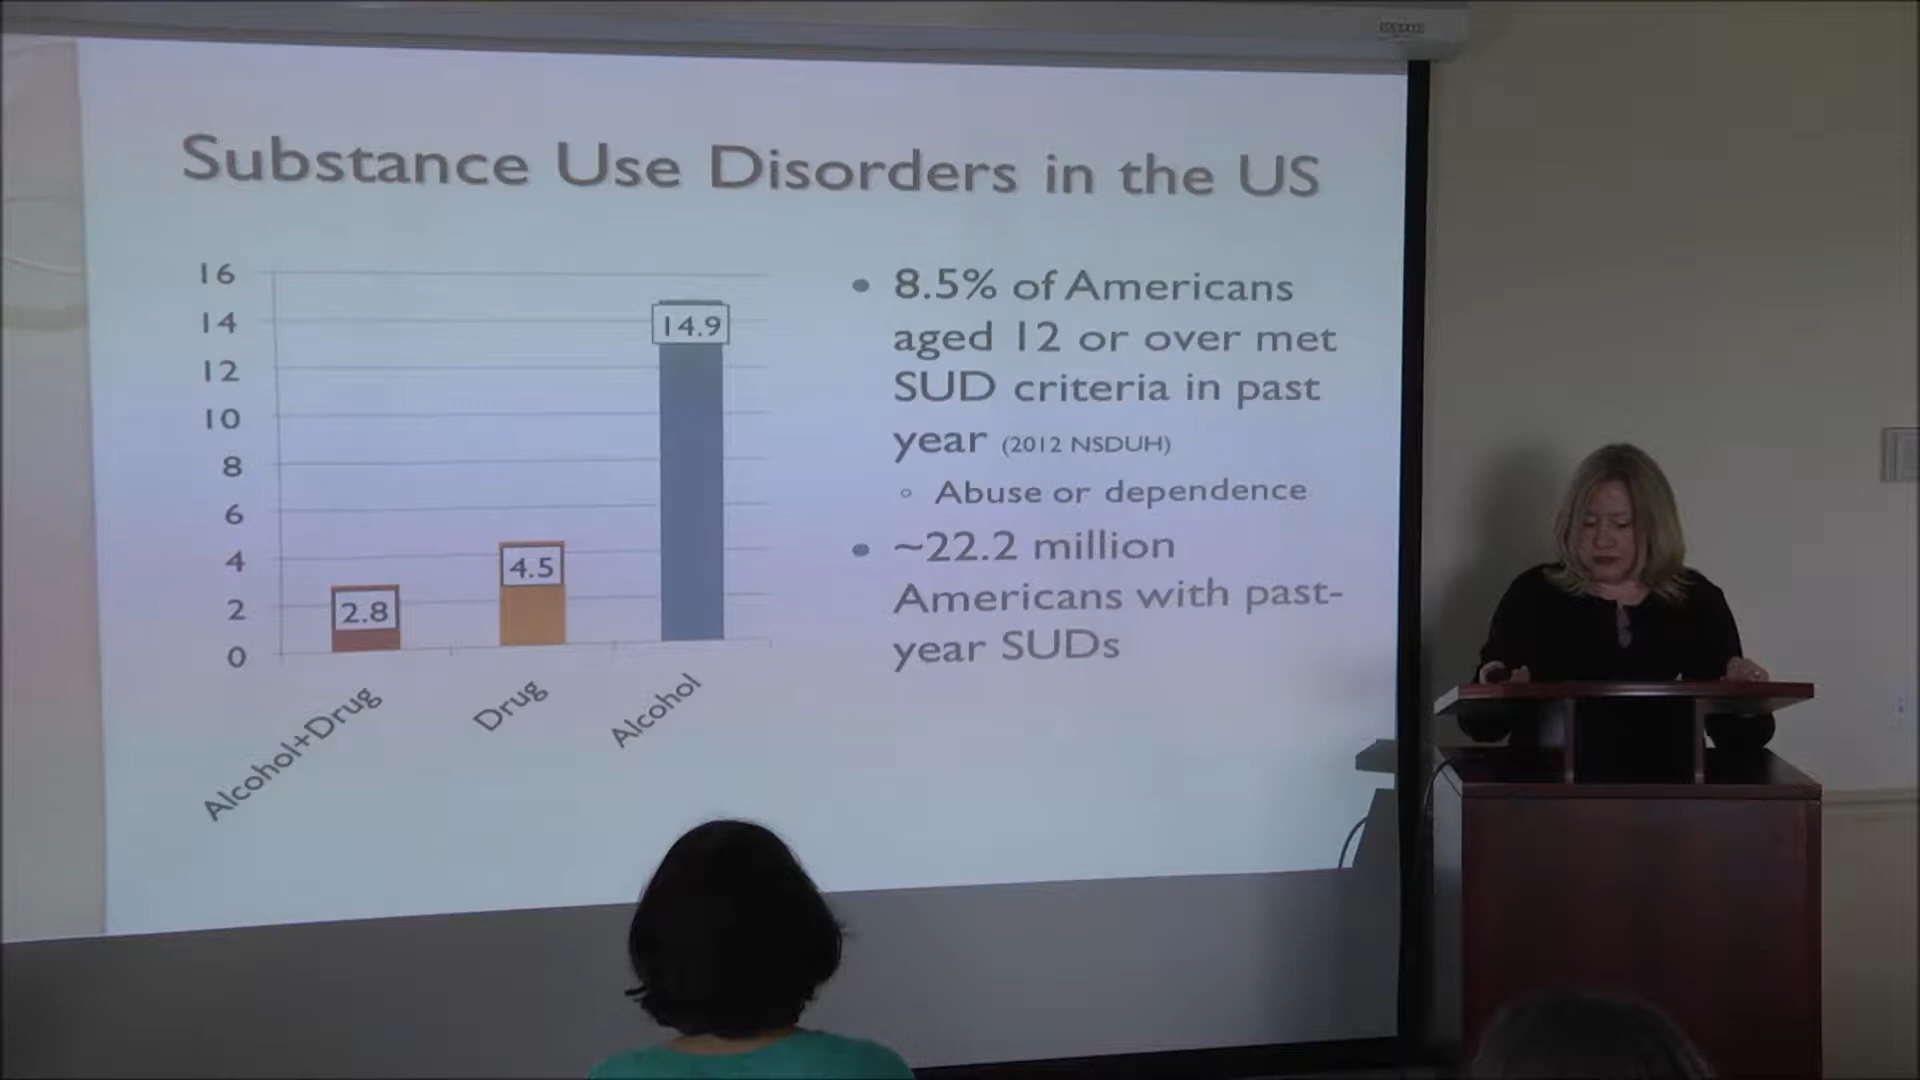 Substance Use Disorders in the US
16
14
12
10
8
6
4
2
0
2.8
4.5
14.9
Alcohol+Drug
Drug
Alcohol
• 8.5% of Americans
aged 12 or over met
SUD criteria in past
year (2012 NSDUH)
◦ Abuse or dependence
• ~22.2 million
Americans with past-
year SUDs